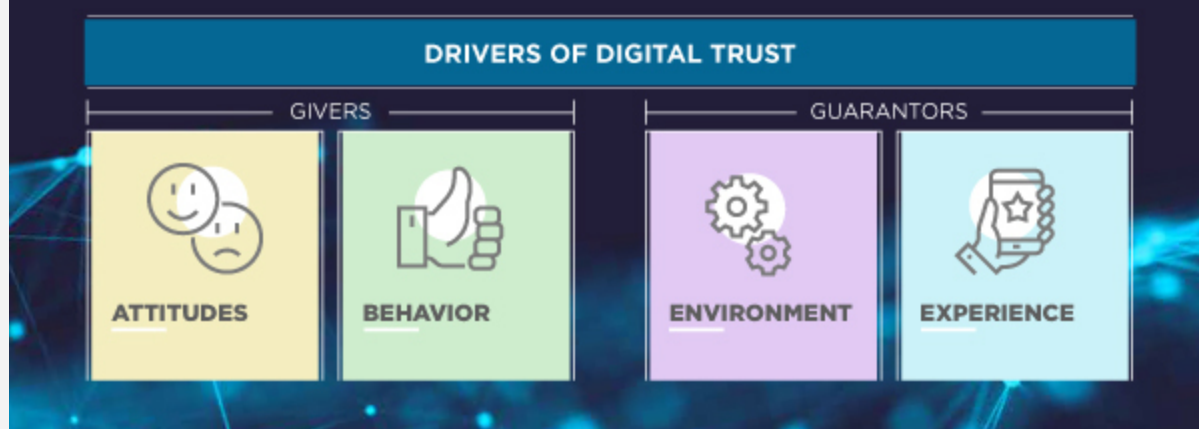 DRIVERS OF DIGITAL TRUST
GIVERS
GUARANTORS
ATTITUDES
BEHAVIOR
ENVIRONMENT
EXPERIENCE